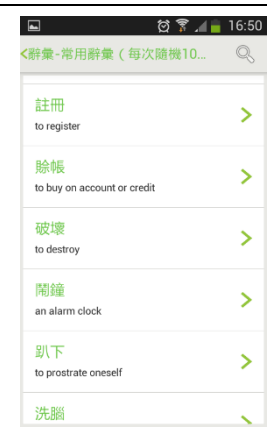 16:50
<辭彙-常用辭彙 ( 每次隨機10...
註冊
to register
賒帳
to buy on account or credit
破壞
to destroy
鬧鐘
an alarm clock
趴下
to prostrate oneself
洗腦